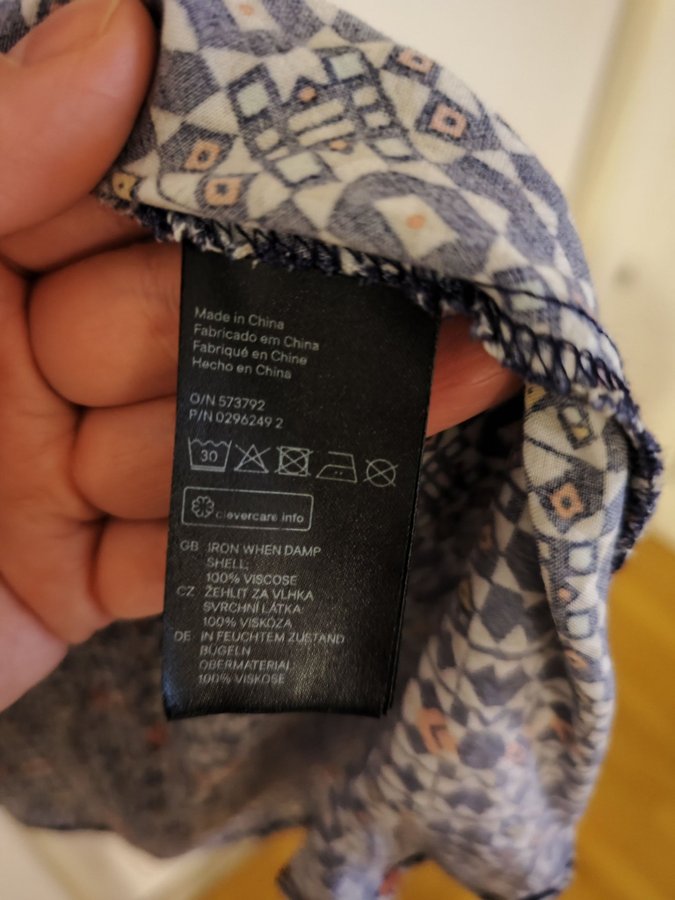 Made in China
Fabricado em China
Fabriqué en Chine
Hecho en China
O/N 573792
P/N 0296249 2
30
clevercare info
GB IRON WHEN DAMP
SHELL;
100% VISCOSE
CZ ŽEHLIT ZA VLHKA
SVRCHNÍ LÁTKA:
100% VISKÓZA
DE: IN FEUCHTEM ZUSTAND
BÜGELN
OBERMATERIAL
100% VISKOSE